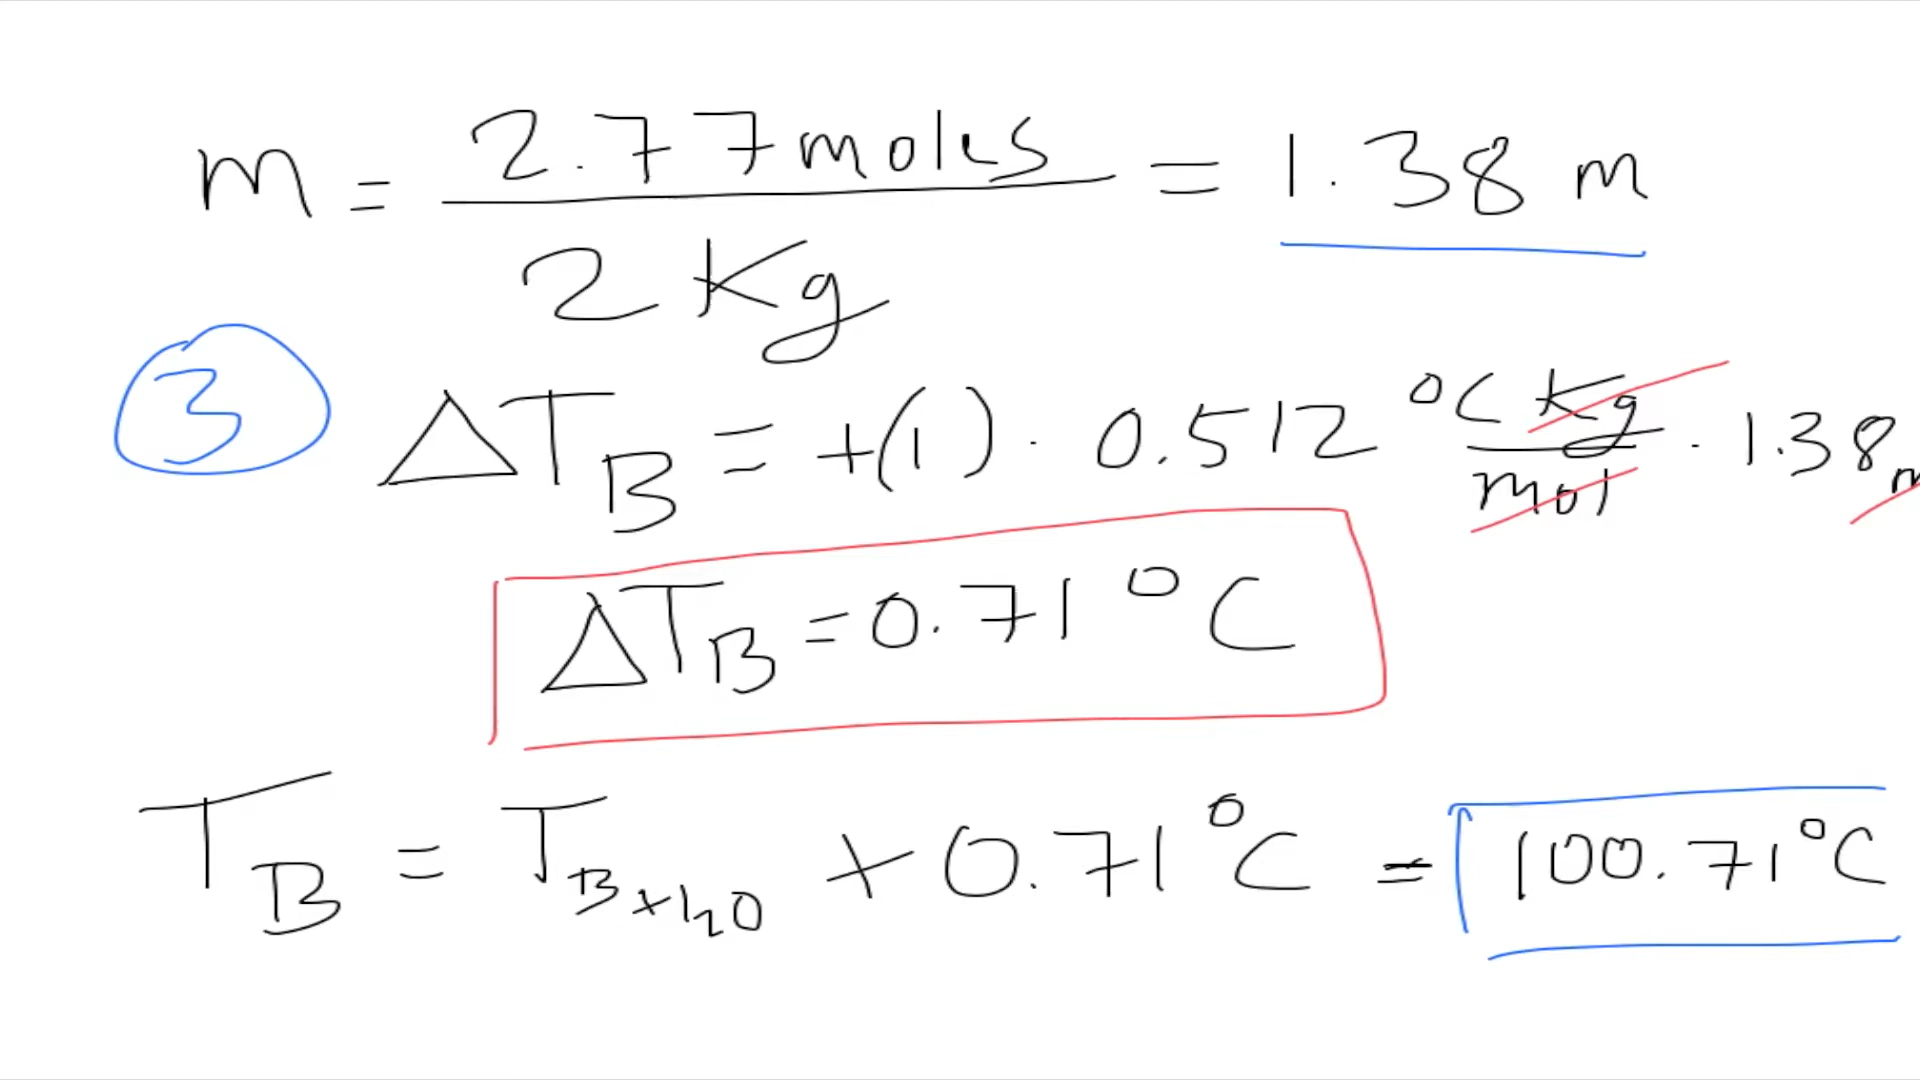 m = 2.77 moles / 2 Kg = 1.38 m
3
ΔT_B = +(1) · 0.512 °C Kg / mol · 1.38 m
ΔT_B = 0.71 °C
T_B = T_B H2O + 0.71 °C = 100.71 °C